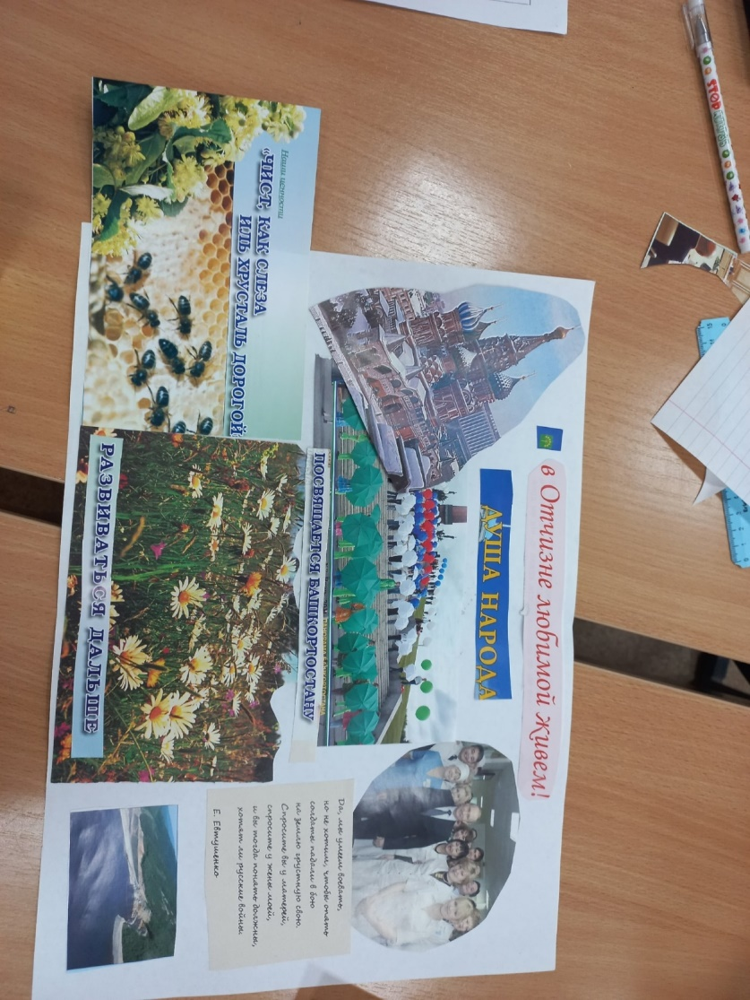 в Отчизне любимой живем!
ДУША НАРОДА
Наши
«ЧИСТ, КАК СЛЕЗА
ИЛЬ ХРУСТАЛЬ ДОРОГОЙ
ПОСВЯЩАЕТСЯ БАШКОРТОСТАНУ
РАЗВИВАТЬСЯ ДАЛЬШЕ
Да, мы умеем воевать,
но не хотим, чтобы опять
солдаты падали в бою
на землю грустную свою.
Спросите вы у матерей,
спросите у жены моей,
и вы тогда понять должны,
хотят ли русские войны.
Е. Евтушенко
STOP